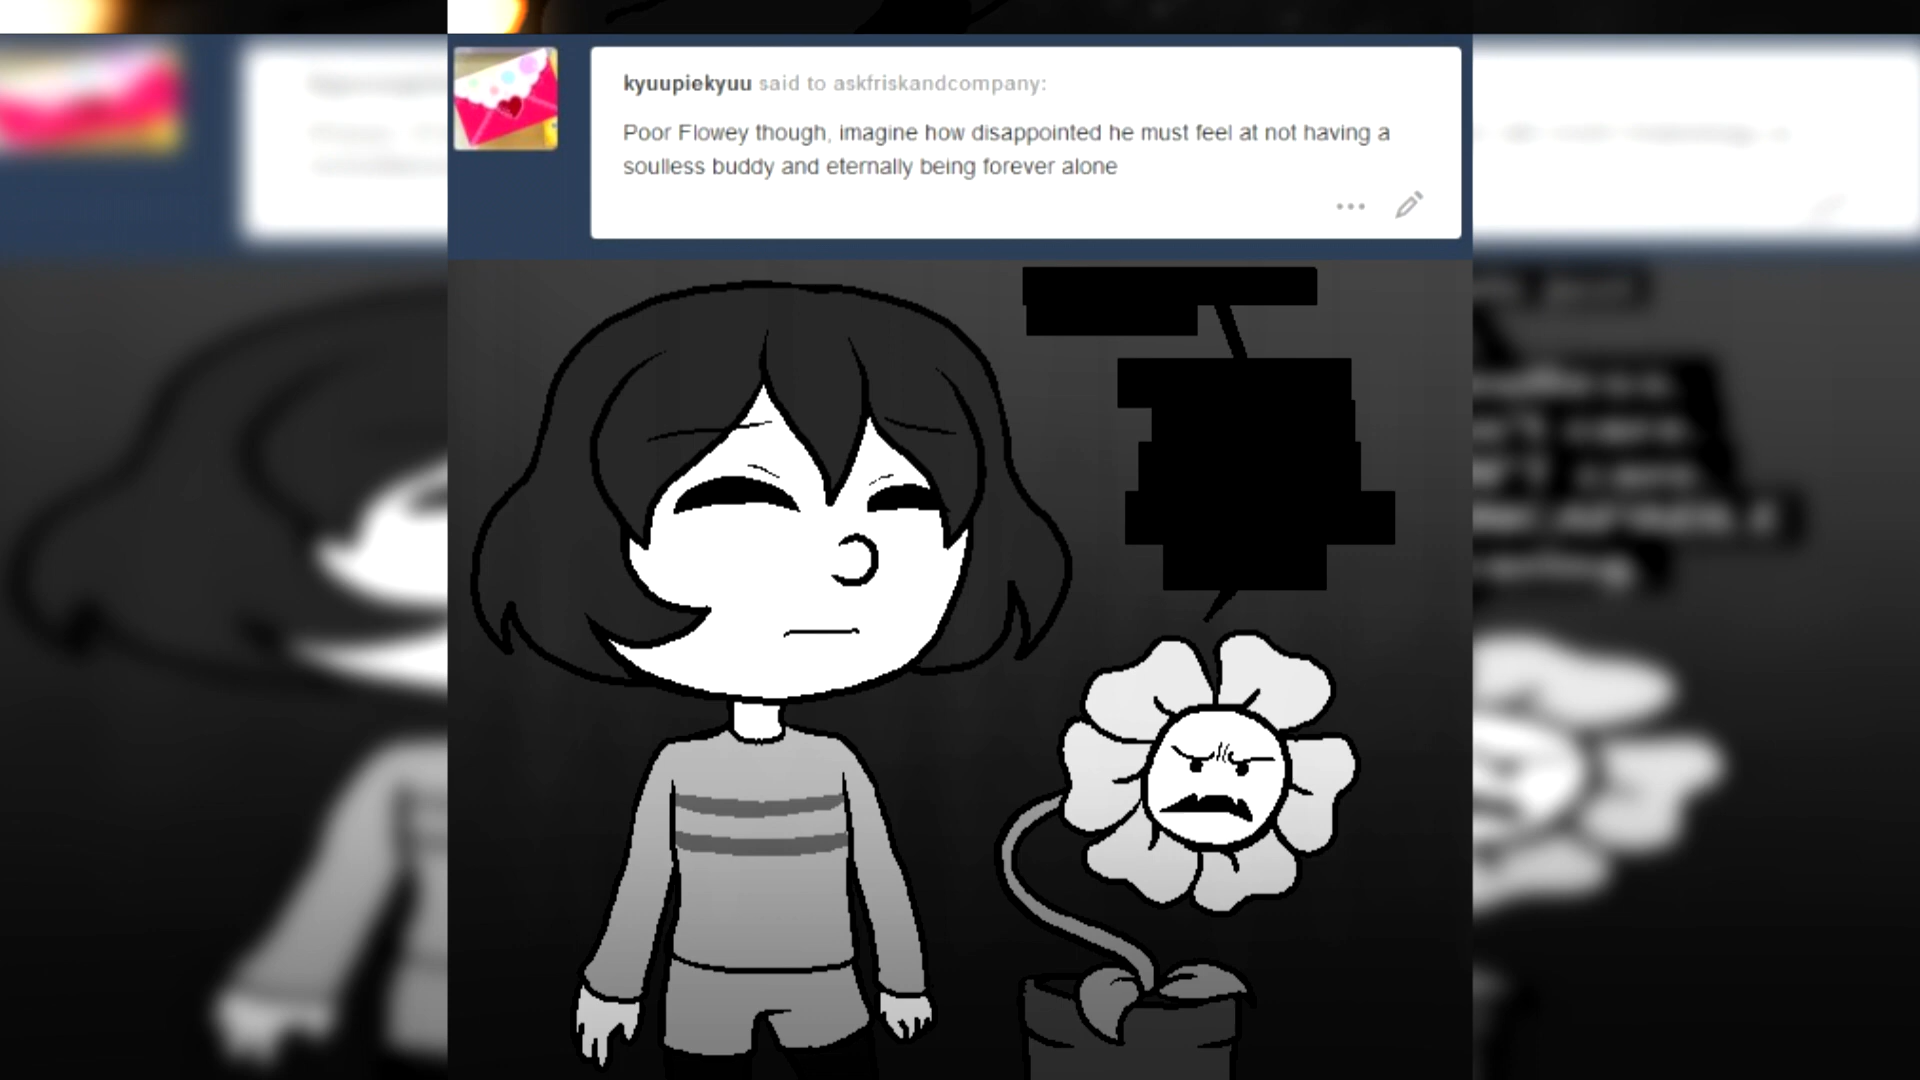 kyuupiekyuu said to askfriskandcompany:
Poor Flowey though, imagine how disappointed he must feel at not having a
soulless buddy and eternally being forever alone